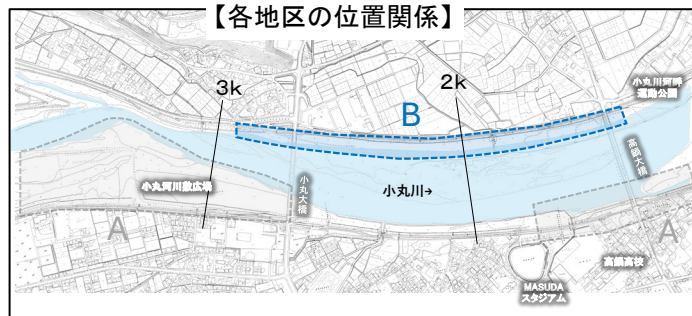 【各地区の位置関係】
3k
2k
小丸川河畔
運動公園
B
高鍋大橋
小丸大橋
小丸川→
小丸河川敷広場
A
A
高鍋高校
MASUDA
スタジアム